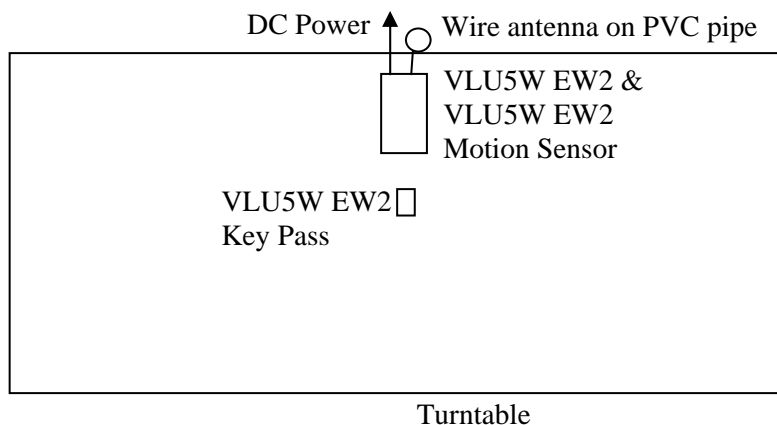 DC Power
Wire antenna on PVC pipe
VLU5W EW2 &
VLU5W EW2
Motion Sensor
VLU5W EW2
Key Pass
Turntable